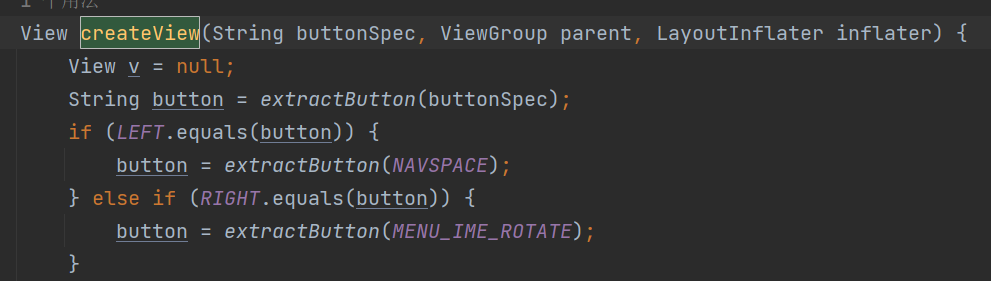 1 个用法
View createView(String buttonSpec, ViewGroup parent, LayoutInflater inflater) {
View v = null;
String button = extractButton(buttonSpec);
if (LEFT.equals(button)) {
button = extractButton(NAVSPACE);
} else if (RIGHT.equals(button)) {
button = extractButton(MENU_IME_ROTATE);
}